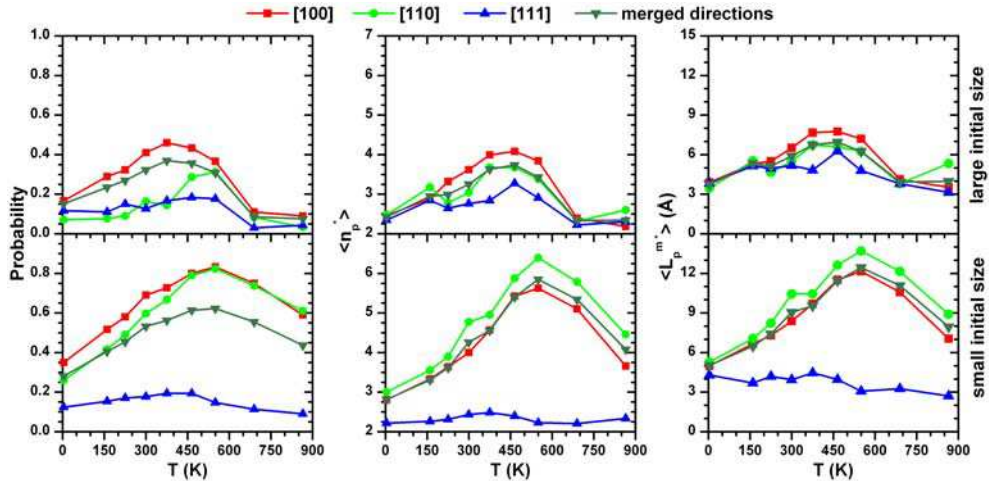 [100] [110] [111] merged directions
1.0 7 15
0.8 6 12
0.6 5 9
0.4 4 6
0.2 3 3
0.0 2 0
0.8 6 12
0.6 5 9
0.4 4 6
0.2 3 3
0.0 2 0
0 150 300 450 600 750 900 0 150 300 450 600 750 900 0 150 300 450 600 750 900
T (K) T (K) T (K)
Probability
<n_p^*>
<L_p^m*> (Å)
large initial size
small initial size